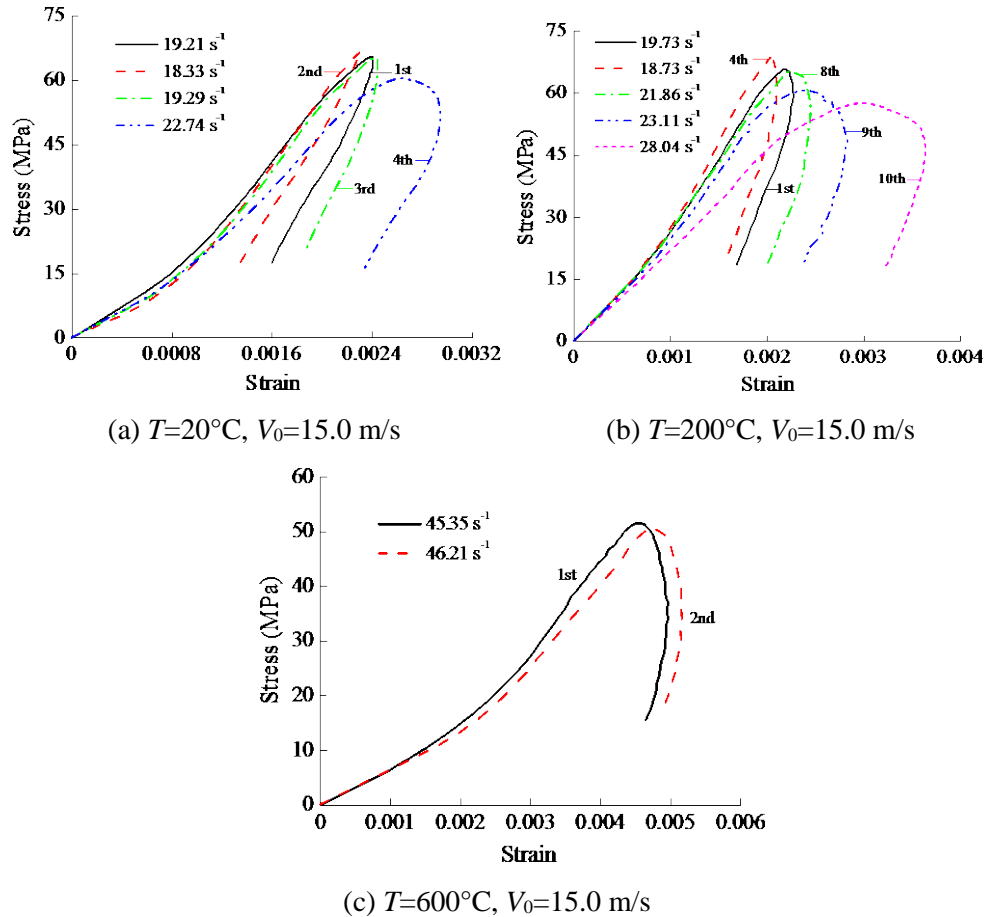 75
60
45
30
15
0
Stress (MPa)
19.21 s⁻¹
18.33 s⁻¹
19.29 s⁻¹
22.74 s⁻¹
2nd
1st
3rd
4th
0 0.0008 0.0016 0.0024 0.0032
Strain
(a) T=20°C, V₀=15.0 m/s
75
60
45
30
15
0
Stress (MPa)
19.73 s⁻¹
18.73 s⁻¹
21.86 s⁻¹
23.11 s⁻¹
28.04 s⁻¹
4th
8th
9th
1st
10th
0 0.001 0.002 0.003 0.004
Strain
(b) T=200°C, V₀=15.0 m/s
60
50
40
30
20
10
0
Stress (MPa)
45.35 s⁻¹
46.21 s⁻¹
1st
2nd
0 0.001 0.002 0.003 0.004 0.005 0.006
Strain
(c) T=600°C, V₀=15.0 m/s